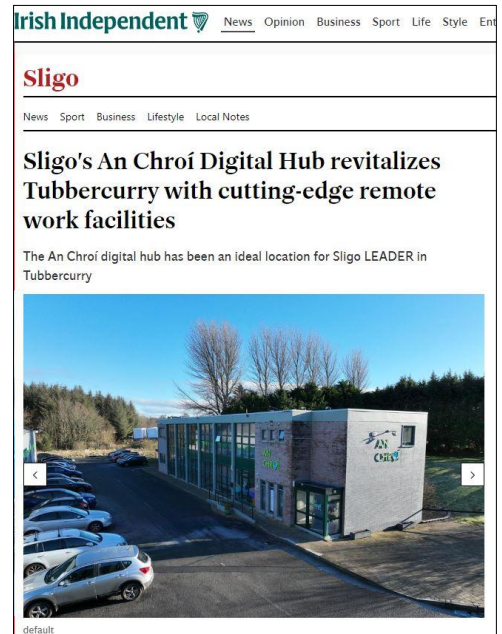 Irish Independent
News Opinion Business Sport Life Style Ent
Sligo
News Sport Business Lifestyle Local Notes
Sligo's An Chroí Digital Hub revitalizes
Tubbercurry with cutting-edge remote
work facilities
The An Chroí digital hub has been an ideal location for Sligo LEADER in
Tubbercurry
AN
AN
default